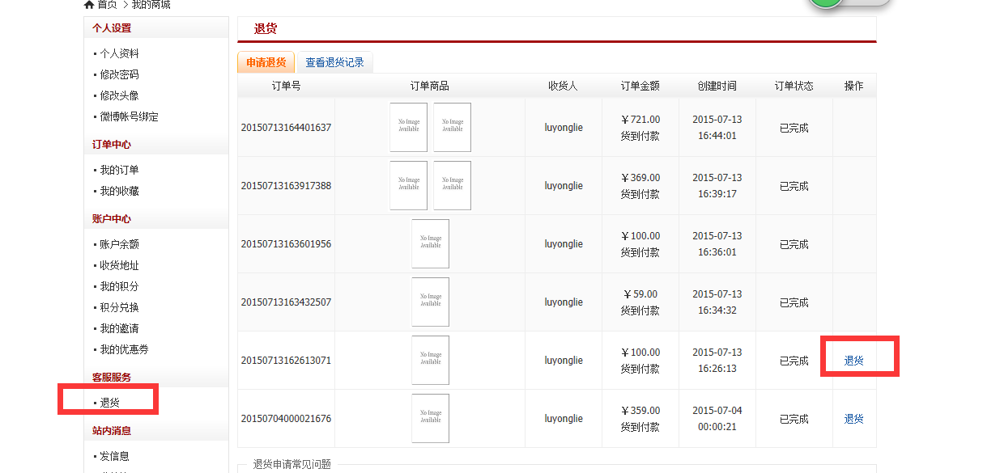 首页 > 我的商城
个人设置
个人资料
修改密码
修改头像
微博帐号绑定
订单中心
我的订单
我的收藏
账户中心
账户余额
收货地址
我的积分
积分兑换
我的邀请
我的优惠券
客服服务
退货
站内消息
发信息
退货
申请退货 查看退货记录
订单号 订单商品 收货人 订单金额 创建时间 订单状态 操作
20150713164401637 No Image Available No Image Available luyonglie ￥721.00 货到付款 2015-07-13 16:44:01 已完成
20150713163917388 No Image Available No Image Available luyonglie ￥369.00 货到付款 2015-07-13 16:39:17 已完成
20150713163601956 No Image Available luyonglie ￥100.00 货到付款 2015-07-13 16:36:01 已完成
20150713163432507 No Image Available luyonglie ￥59.00 货到付款 2015-07-13 16:34:32 已完成
20150713162613071 No Image Available luyonglie ￥100.00 货到付款 2015-07-13 16:26:13 已完成 退货
20150704000021676 No Image Available luyonglie ￥359.00 货到付款 2015-07-04 00:00:21 已完成 退货
退货申请常见问题